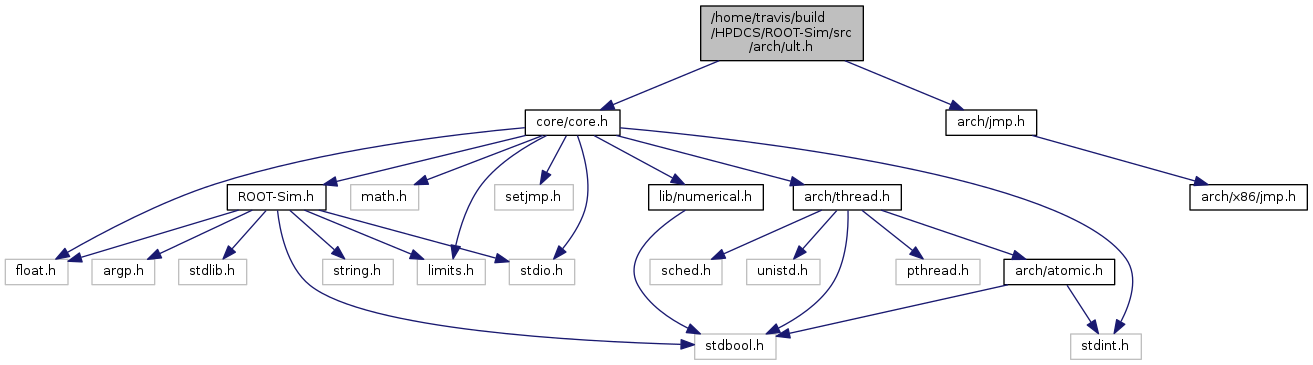 /home/travis/build
/HPDCS/ROOT-Sim/src
/arch/ult.h
core/core.h
arch/jmp.h
ROOT-Sim.h
math.h
setjmp.h
lib/numerical.h
arch/thread.h
arch/x86/jmp.h
float.h
argp.h
stdlib.h
string.h
limits.h
stdio.h
sched.h
unistd.h
pthread.h
arch/atomic.h
stdbool.h
stdint.h